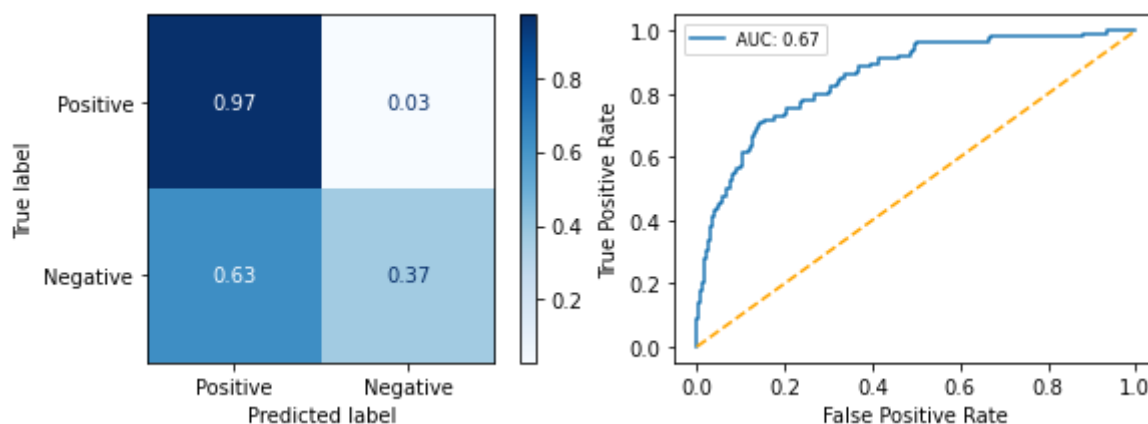 True label
Positive
Negative
0.97
0.03
0.63
0.37
Positive
Negative
Predicted label
0.8
0.6
0.4
0.2
True Positive Rate
1.0
0.8
0.6
0.4
0.2
0.0
AUC: 0.67
0.0 0.2 0.4 0.6 0.8 1.0
False Positive Rate